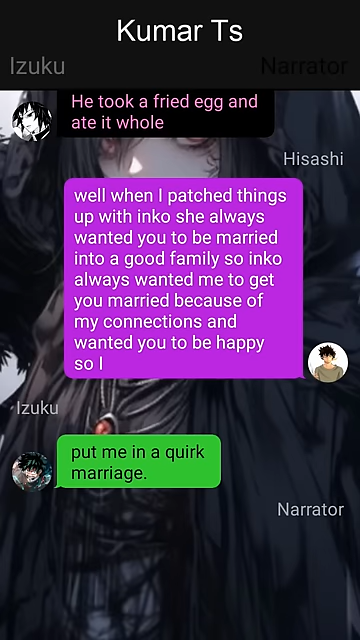 Kumar Ts
Izuku
Narrator
He took a fried egg and
ate it whole
Hisashi
well when I patched things
up with inko she always
wanted you to be married
into a good family so inko
always wanted me to get
you married because of
my connections and
wanted you to be happy
so I
Izuku
put me in a quirk
marriage.
Narrator